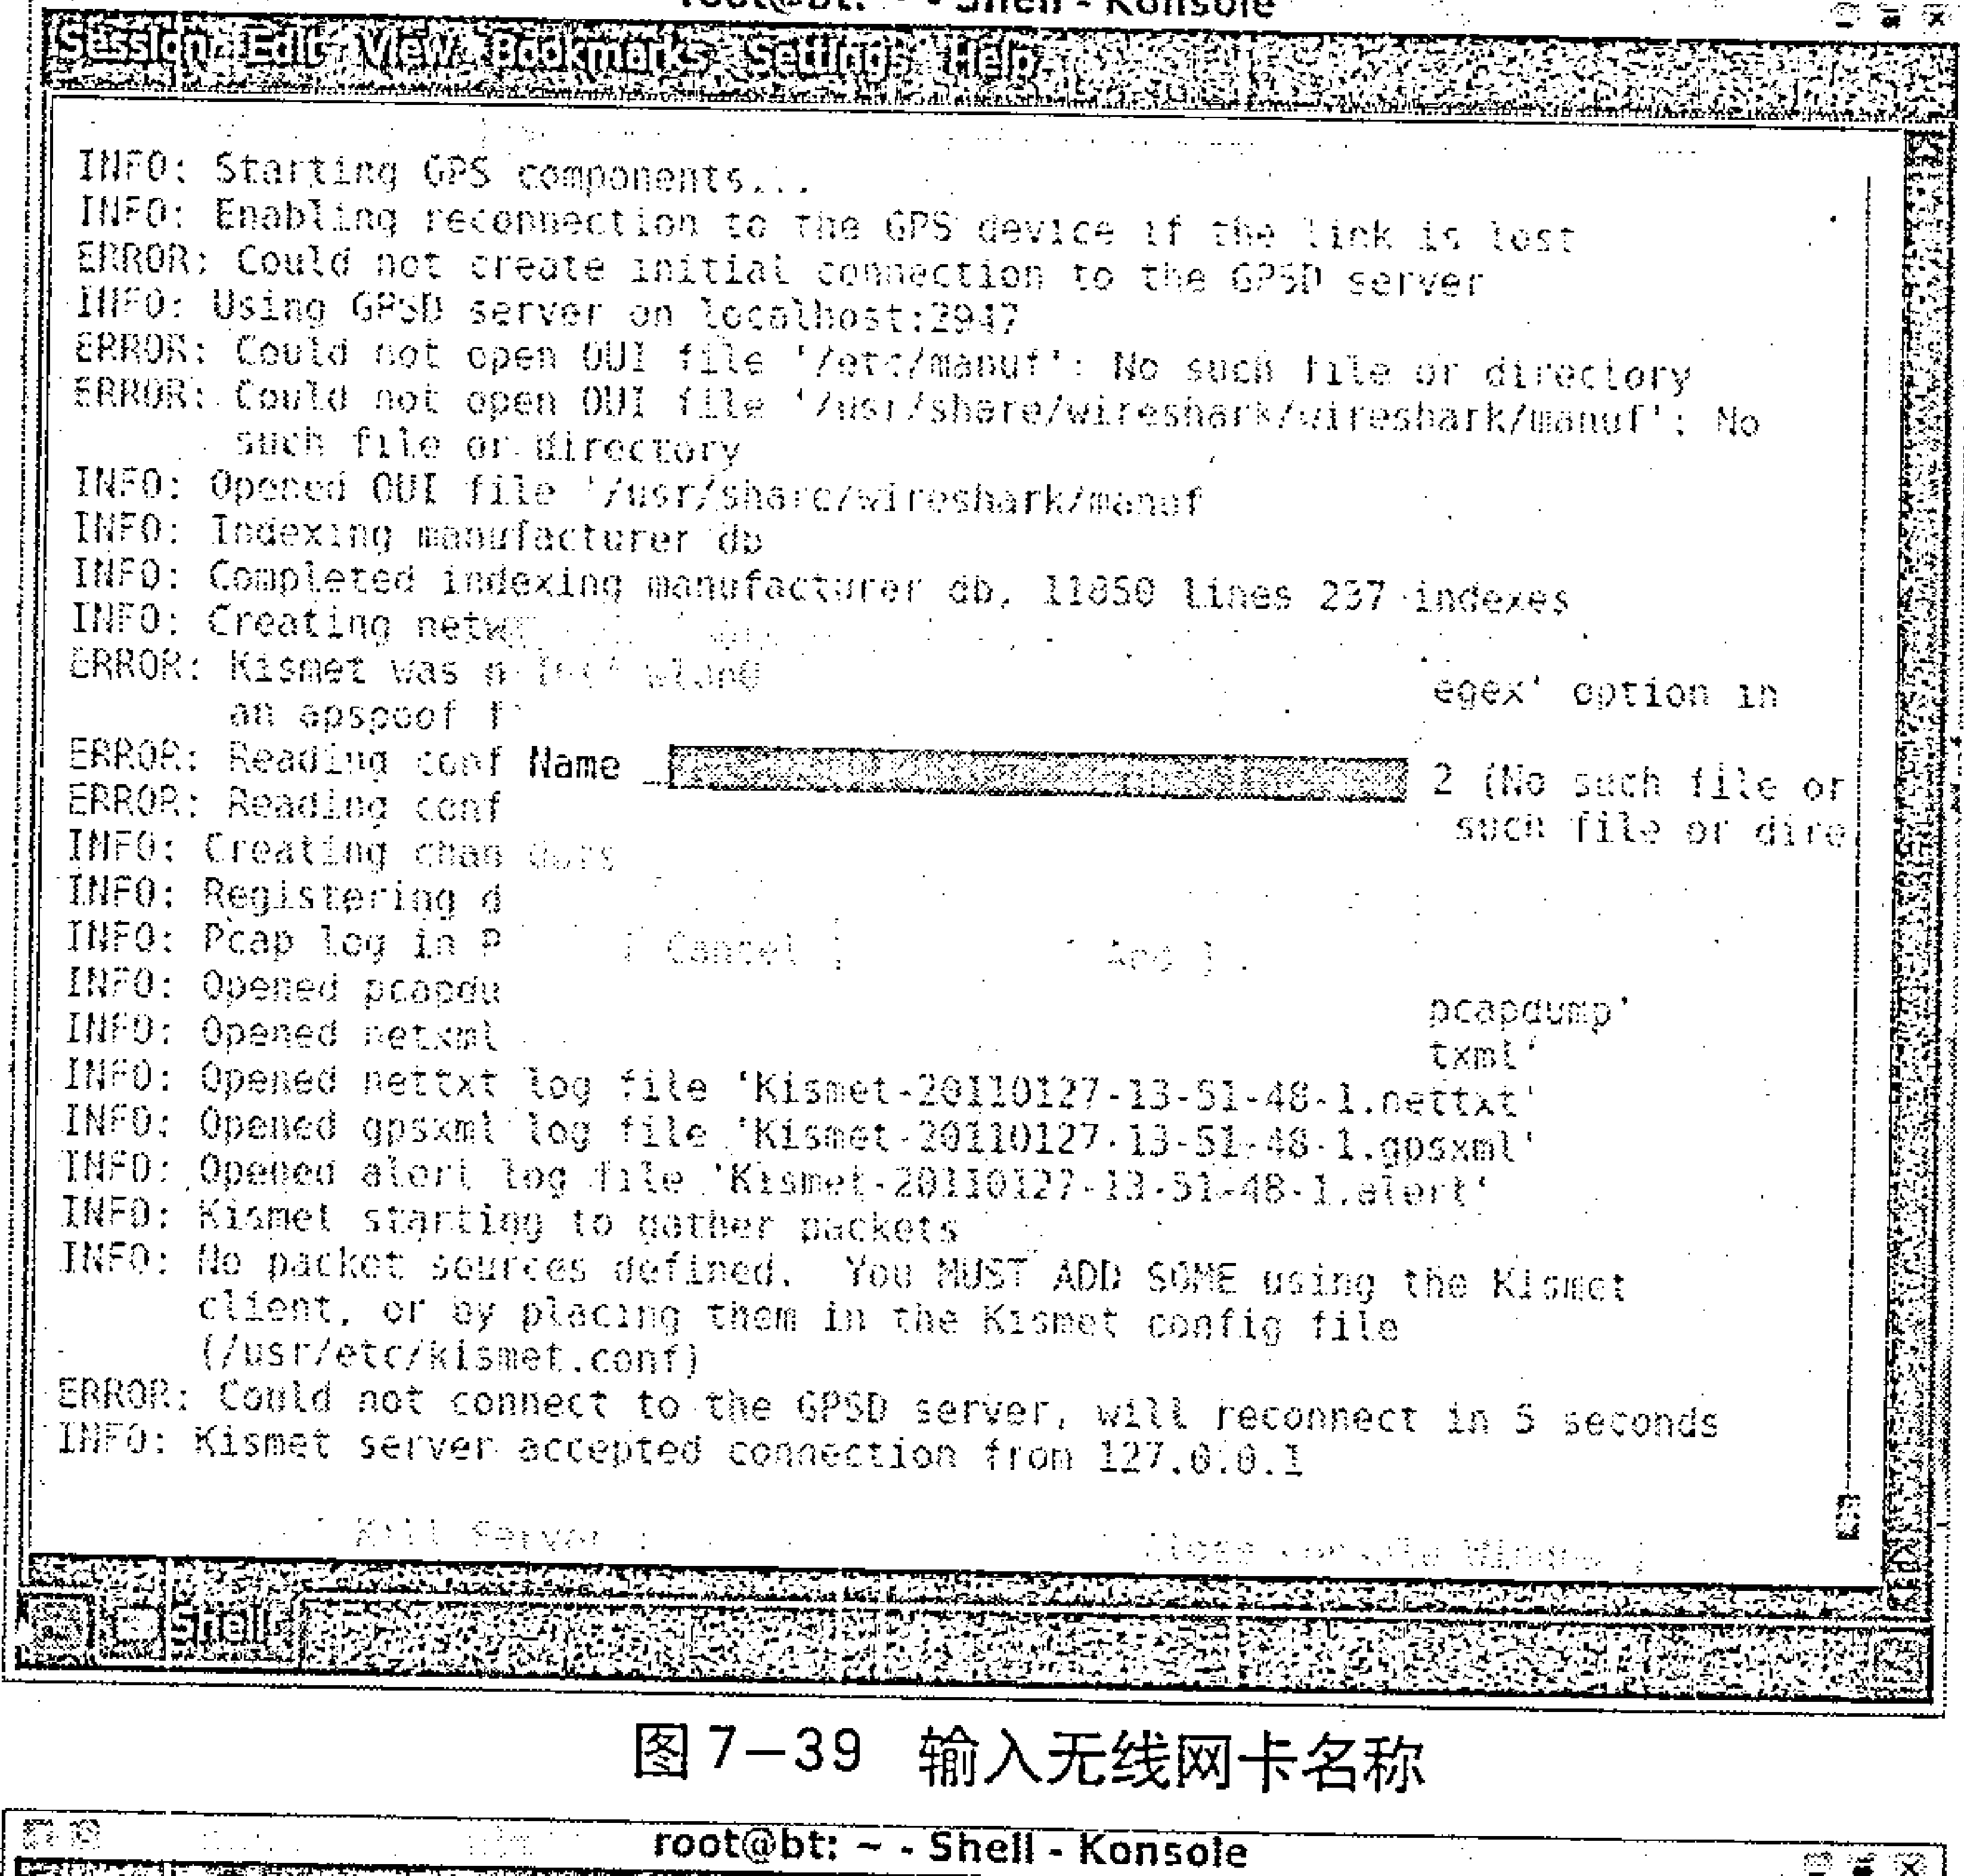 root@bt: ~ - Shell - Konsole
Session Edit View Bookmarks Settings Help
INFO: Starting GPS components...
INFO: Enabling reconnection to the GPS device if the link is lost
ERROR: Could not create initial connection to the GPSD server
INFO: Using GPSD server on localhost:2947
ERROR: Could not open OUI file '/etc/manuf': No such file or directory
ERROR: Could not open OUI file '/usr/share/wireshark/wireshark/manuf': No
such file or directory
INFO: Opened OUI file '/usr/share/wireshark/manuf
INFO: Indexing manufacturer db
INFO: Completed indexing manufacturer db, 11850 lines 237 indexes
INFO: Creating netw
ERROR: Kismet was n wlan0 egex' option in
an apspoof f
ERROR: Reading conf Name 2 (No such file or
ERROR: Reading conf such file or dire
INFO: Creating chan
INFO: Registering d
INFO: Pcap log in P [ Cancel ] [ Add ]
INFO: Opened pcapdu pcapdump'
INFO: Opened netxml txml'
INFO: Opened nettxt log file 'Kismet-20110127-13-51-48-1.nettxt'
INFO: Opened gpsxml log file 'Kismet-20110127-13-51-48-1.gpsxml'
INFO: Opened alert log file 'Kismet-20110127-13-51-48-1.alert'
INFO: Kismet starting to gather packets
INFO: No packet sources defined. You MUST ADD SOME using the Kismet
client, or by placing them in the Kismet config file
(/usr/etc/kismet.conf)
ERROR: Could not connect to the GPSD server, will reconnect in 5 seconds
INFO: Kismet server accepted connection from 127.0.0.1
[ Kill Server ] [ Close Console Window ]
Shell
图7-39 输入无线网卡名称
root@bt: ~ - Shell - Konsole